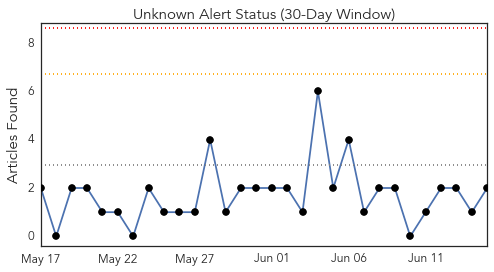 Unknown Alert Status (30-Day Window)
Articles Found
8
6
4
2
0
May 17
May 22
May 27
Jun 01
Jun 06
Jun 11